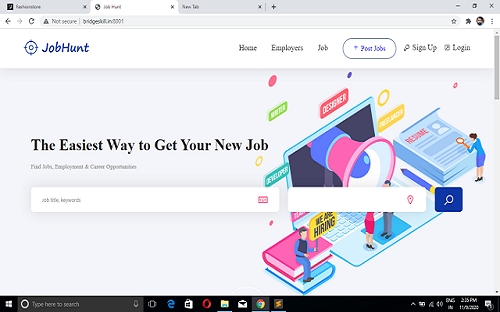 Fashionstore
Job Hunt
New Tab
Not secure | bridgeskill.in:8001
JobHunt
Home
Employers
Job
+ Post Jobs
Sign Up
Login
The Easiest Way to Get Your New Job
Find Jobs, Employment & Career Opportunities
Job title, keywords
WRITER
DESIGNER
FREELANCER
DEVELOPER
RESUME
WE ARE
HIRING
Type here to search
ENG
IN
2:35 PM
11/9/2020